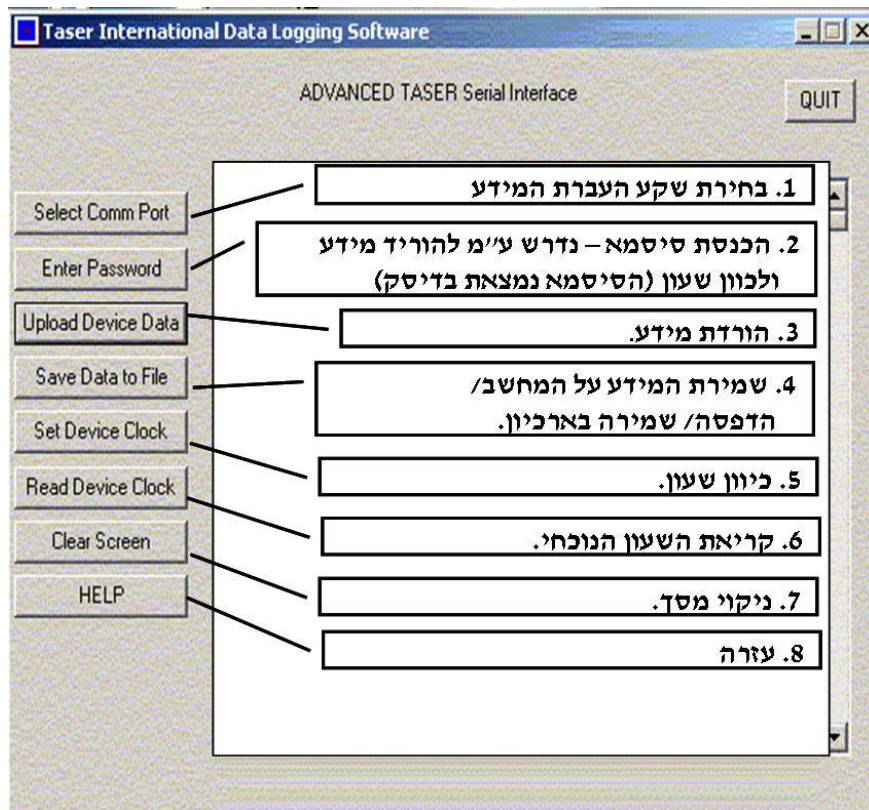 Taser International Data Logging Software
ADVANCED TASER Serial Interface
QUIT
Select Comm Port
1. בחירת שקע העברת המידע
Enter Password
2. הכנסת סיסמא – נדרש ע״מ להוריד מידע
ולכוון שעון (הסיסמא נמצאת בדיסק)
Upload Device Data
3. הורדת מידע.
Save Data to File
4. שמירת המידע על המחשב/
הדפסה/ שמירה בארכיון.
Set Device Clock
5. כיוון שעון.
Read Device Clock
6. קריאת השעון הנוכחי.
Clear Screen
7. ניקוי מסך.
HELP
8. עזרה